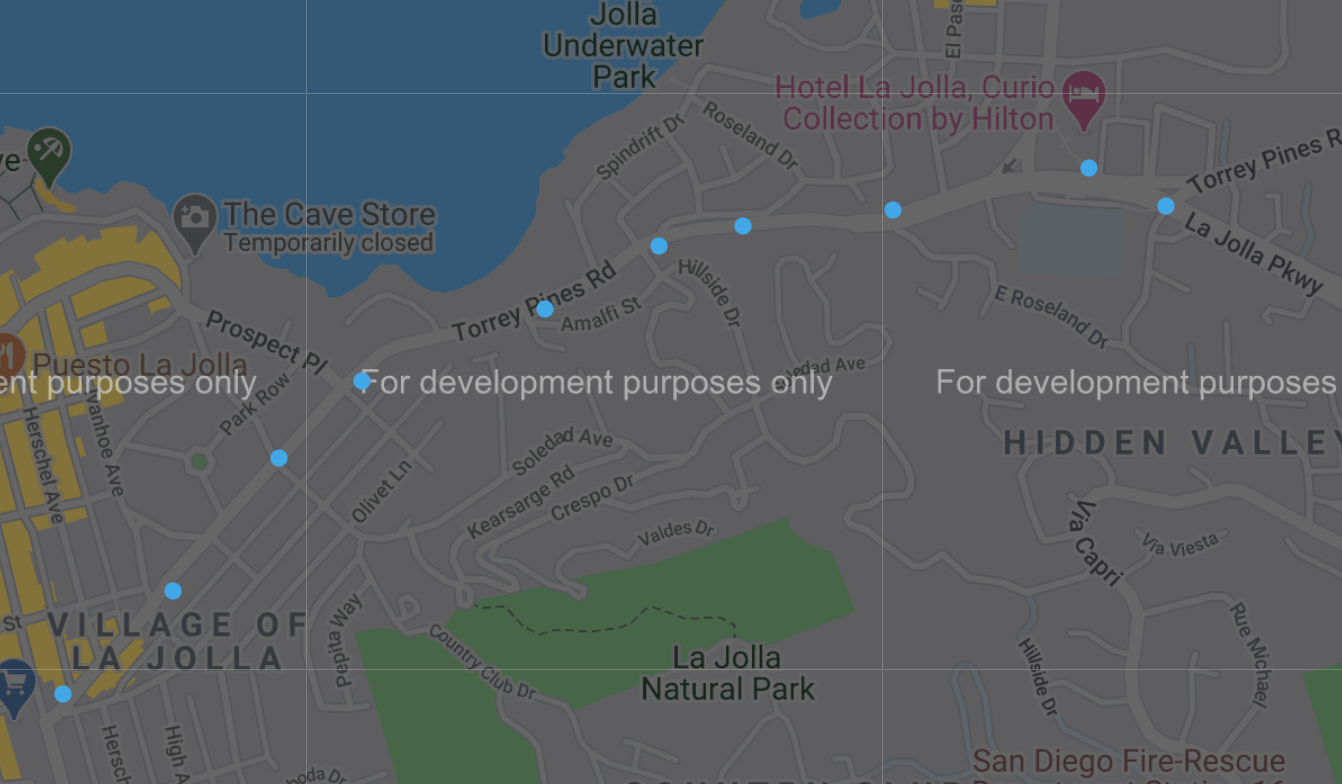 Jolla
Underwater
Park
El Paseo
Hotel La Jolla, Curio
Collection by Hilton
Roseland Dr
Spindrift Dr
Torrey Pines R
ve
The Cave Store
Temporarily closed
La Jolla Pkwy
Hillside Dr
Torrey Pines Rd
Amalfi St
E Roseland Dr
Prospect Pl
Puesto La Jolla
ledad Ave
ent purposes only
For development purposes only
For development purposes
Park Row
Ivanhoe Ave
Herschel Ave
HIDDEN VALLEY
Soledad Ave
Olivet Ln
Kearsarge Rd
Crespo Dr
Valdes Dr
Via Capri
Via Viesta
St
VILLAGE OF
LA JOLLA
Pepita Way
Country Club Dr
La Jolla
Natural Park
Hillside Dr
Rue Michael
Hersc
High A
San Diego Fire-Rescue